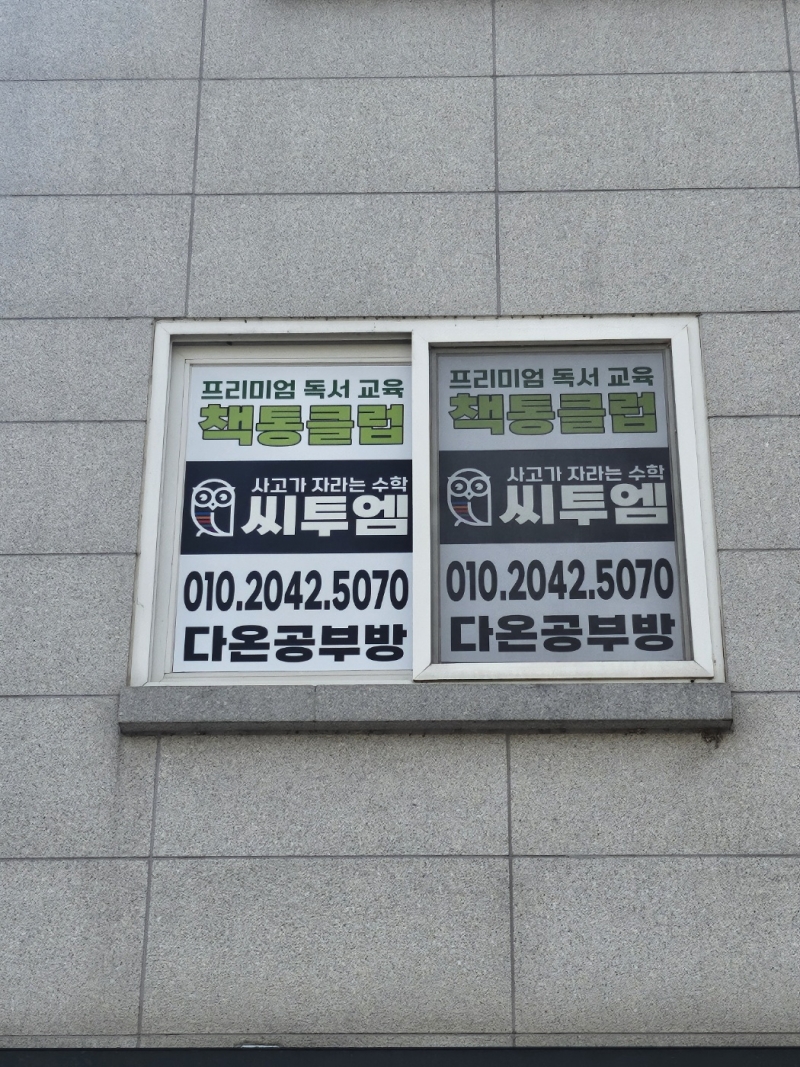 프리미엄 독서 교육
책통클럽
사고가 자라는 수학
씨투엠
010.2042.5070
다온공부방
프리미엄 독서 교육
책통클럽
사고가 자라는 수학
씨투엠
010.2042.5070
다온공부방